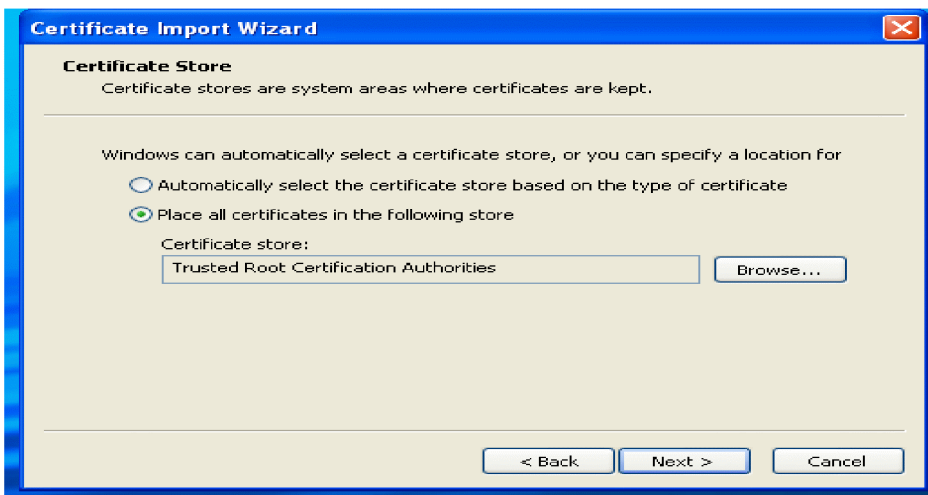 Certificate Import Wizard
Certificate Store
Certificate stores are system areas where certificates are kept.
Windows can automatically select a certificate store, or you can specify a location for
Automatically select the certificate store based on the type of certificate
Place all certificates in the following store
Certificate store:
Trusted Root Certification Authorities
Browse...
< Back
Next >
Cancel